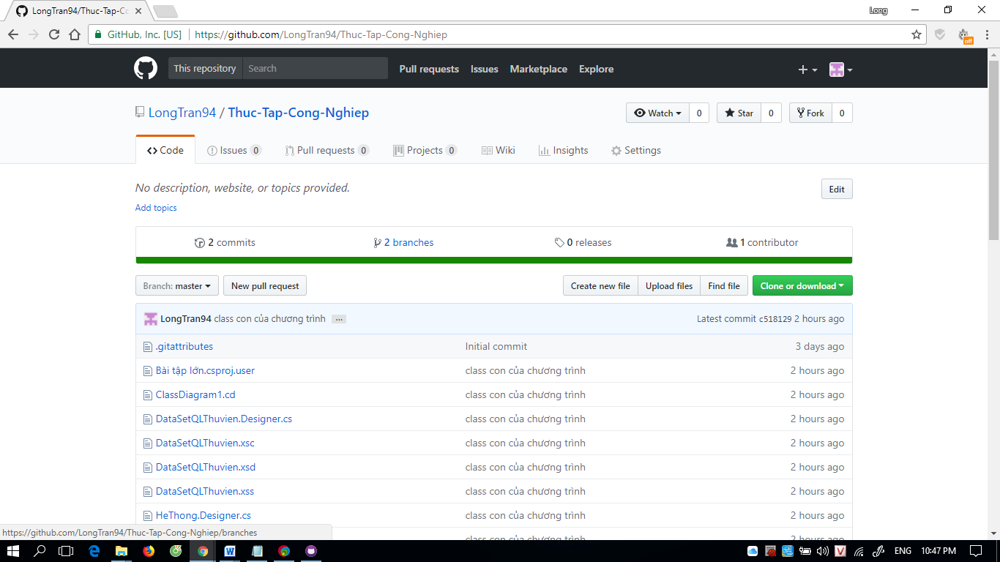 LongTran94/Thuc-Tap-Co
Long
GitHub, Inc. [US] https://github.com/LongTran94/Thuc-Tap-Cong-Nghiep
off
This repository Search Pull requests Issues Marketplace Explore
LongTran94 / Thuc-Tap-Cong-Nghiep
Watch 0 Star 0 Fork 0
Code Issues 0 Pull requests 0 Projects 0 Wiki Insights Settings
No description, website, or topics provided. Edit
Add topics
2 commits 2 branches 0 releases 1 contributor
Branch: master New pull request Create new file Upload files Find file Clone or download
LongTran94 class con của chương trình ... Latest commit c518129 2 hours ago
.gitattributes Initial commit 3 days ago
Bài tập lớn.csproj.user class con của chương trình 2 hours ago
ClassDiagram1.cd class con của chương trình 2 hours ago
DataSetQLThuvien.Designer.cs class con của chương trình 2 hours ago
DataSetQLThuvien.xsc class con của chương trình 2 hours ago
DataSetQLThuvien.xsd class con của chương trình 2 hours ago
DataSetQLThuvien.xss class con của chương trình 2 hours ago
HeThong.Designer.cs class con của chương trình 2 hours ago
https://github.com/LongTran94/Thuc-Tap-Cong-Nghiep/branches
class con của chương trình 2 hours ago
ENG 10:47 PM